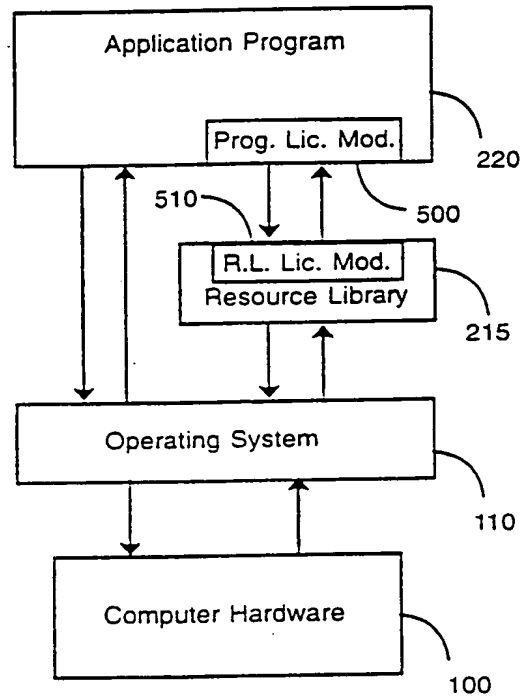 Application Program
Prog. Lic. Mod.
220
500
510
R.L. Lic. Mod.
Resource Library
215
Operating System
110
Computer Hardware
100